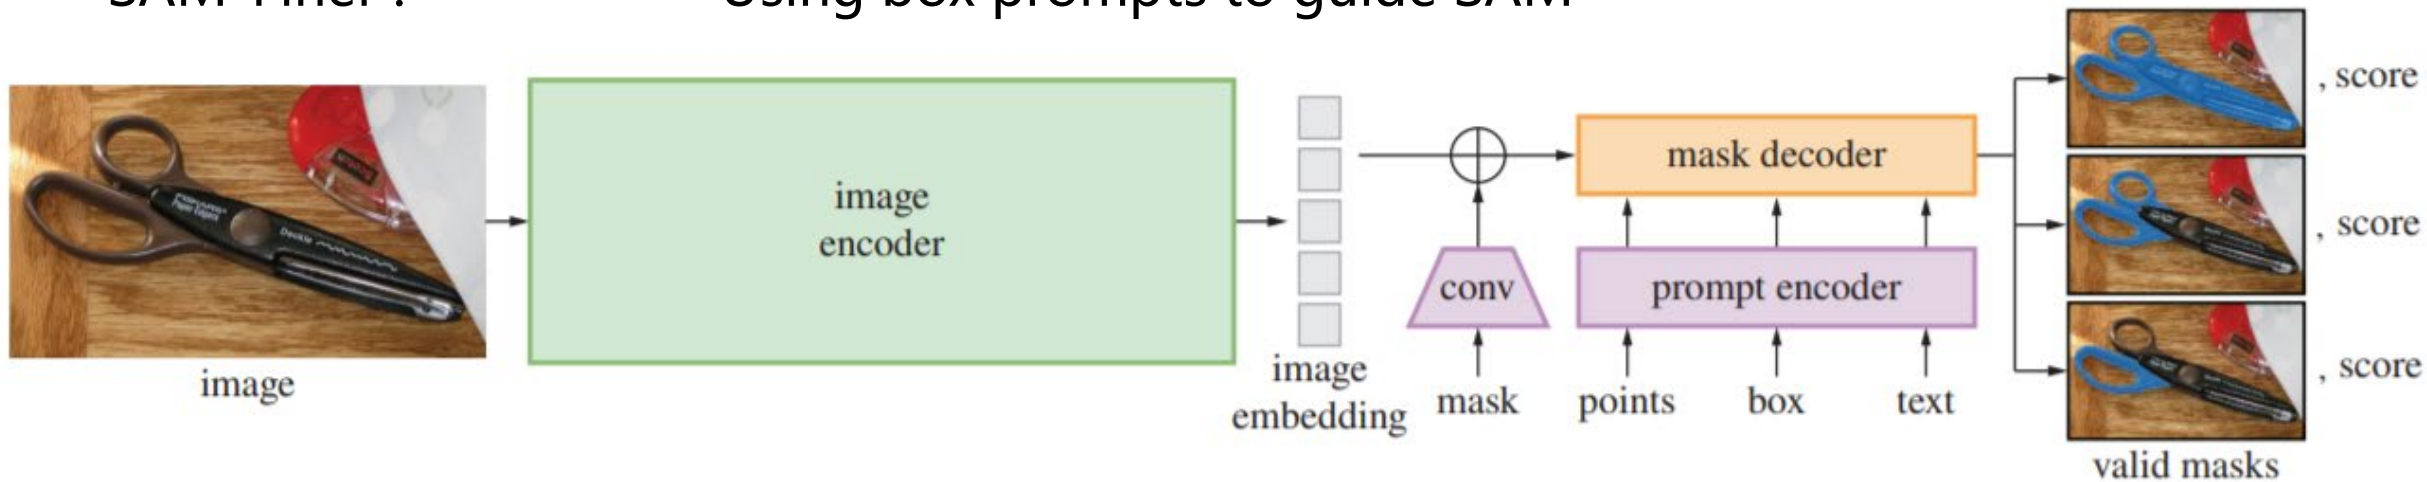 Using box prompts to guide SAM
image
encoder
image
image
embedding
conv
mask
mask decoder
prompt encoder
points
box
text
, score
, score
, score
valid masks